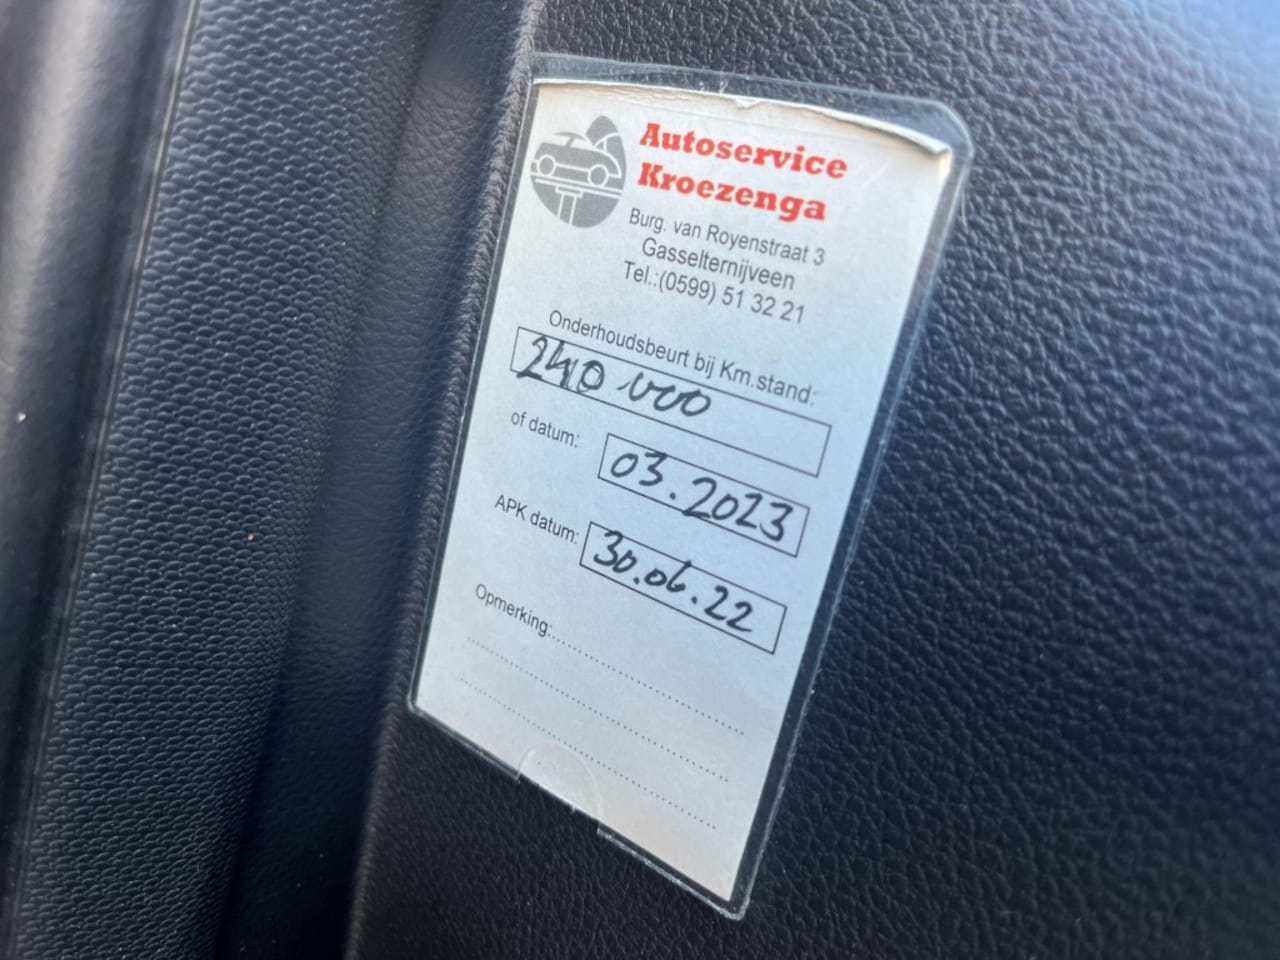 Autoservice
Kroezenga
Burg. van Royenstraat 3
Gasselternijveen
Tel.:(0599) 51 32 21
Onderhoudsbeurt bij Km.stand:
240 000
of datum: 03.2023
APK datum: 30.06.22
Opmerking: